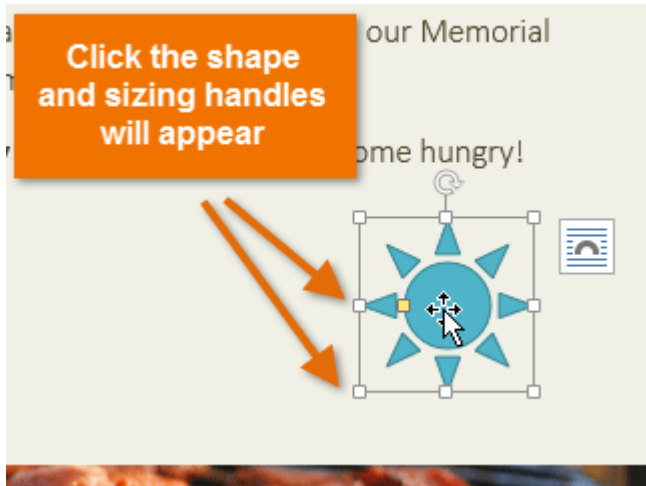 our Memorial
Click the shape
and sizing handles
will appear
ome hungry!